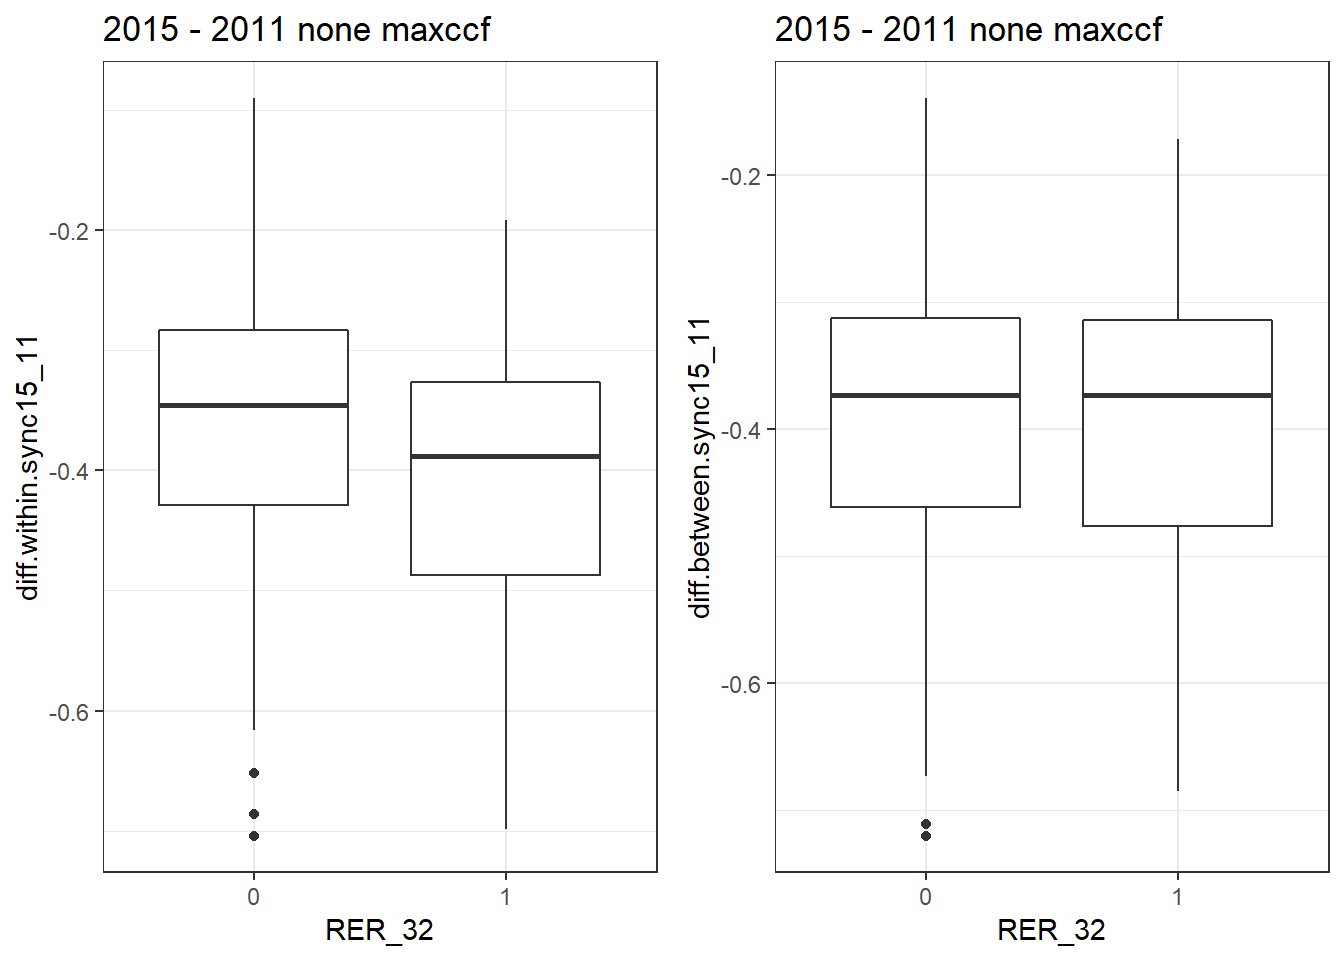 2015 - 2011 none maxccf
diff.within.sync15_11
-0.2
-0.4
-0.6
0
1
RER_32
2015 - 2011 none maxccf
diff.between.sync15_11
-0.2
-0.4
-0.6
0
1
RER_32